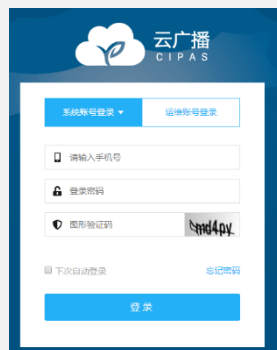 云广播
CIPAS
系统账号登录
运维账号登录
请输入手机号
登录密码
图形验证码
cmd4px
下次自动登录
忘记密码
登 录